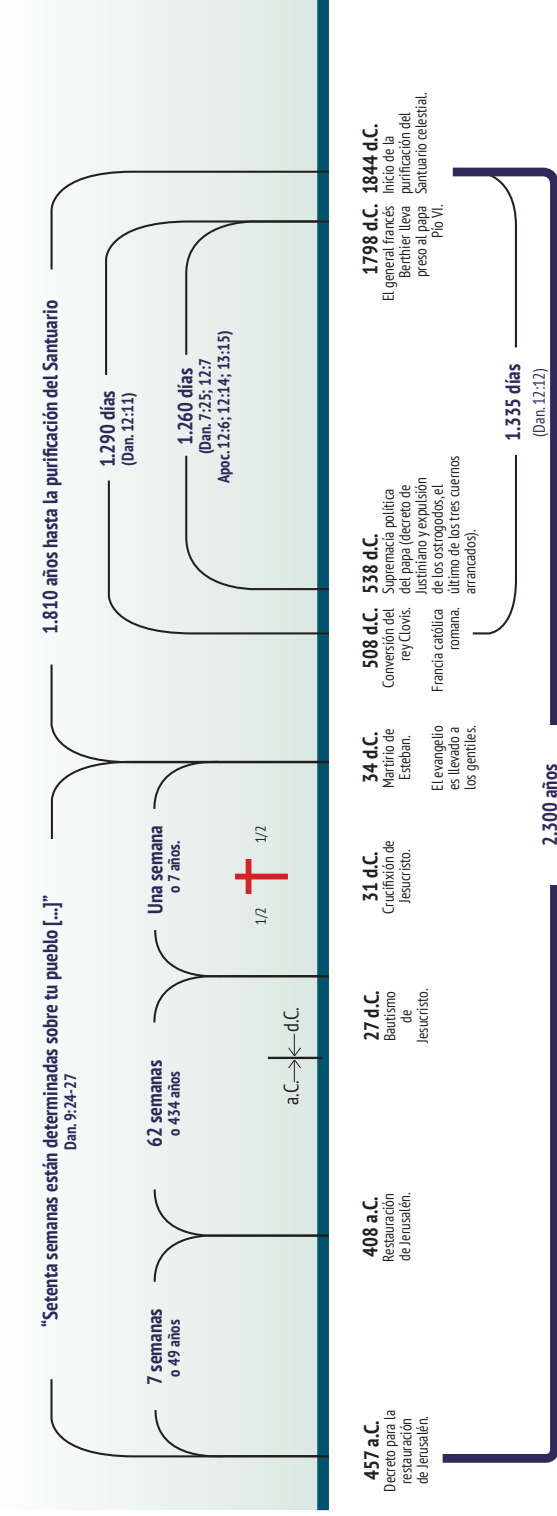 “Setenta semanas están determinadas sobre tu pueblo [...]”
Dan. 9:24-27
1.810 años hasta la purificación del Santuario
7 semanas
o 49 años
62 semanas
o 434 años
Una semana
o 7 años.
1.290 días
(Dan. 12:11)
1.260 días
(Dan. 7:25; 12:7
Apoc. 12:6; 12:14; 13:15)
a.C.
d.C.
1/2
1/2
457 a.C.
Decreto para la
restauración
de Jerusalén.
408 a.C.
Restauración
de Jerusalén.
27 d.C.
Bautismo
de
Jesucristo.
31 d.C.
Crucifixión de
Jesucristo.
34 d.C.
Martirio de
Esteban.
El evangelio
es llevado a
los gentiles.
508 d.C.
Conversión del
rey Clovis.
Francia católica
romana.
538 d.C.
Supremacía política
del papa (decreto de
Justiniano y expulsión
de los ostrogodos, el
último de los tres cuernos
arrancados).
1798 d.C.
El general francés
Berthier lleva
preso al papa
Pío VI.
1844 d.C.
Inicio de la
purificación del
Santuario celestial.
1.335 días
(Dan. 12:12)
2.300 años